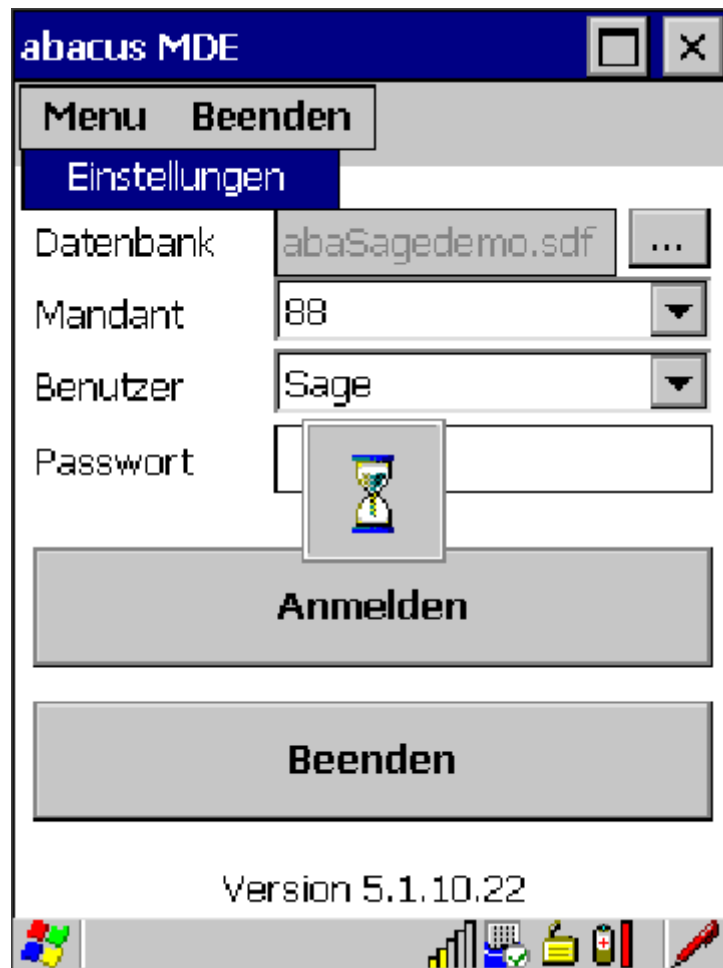 abacus MDE
Menu Beenden
Einstellungen
Datenbank abaSagedemo.sdf ...
Mandant 88
Benutzer Sage
Passwort
Anmelden
Beenden
Version 5.1.10.22